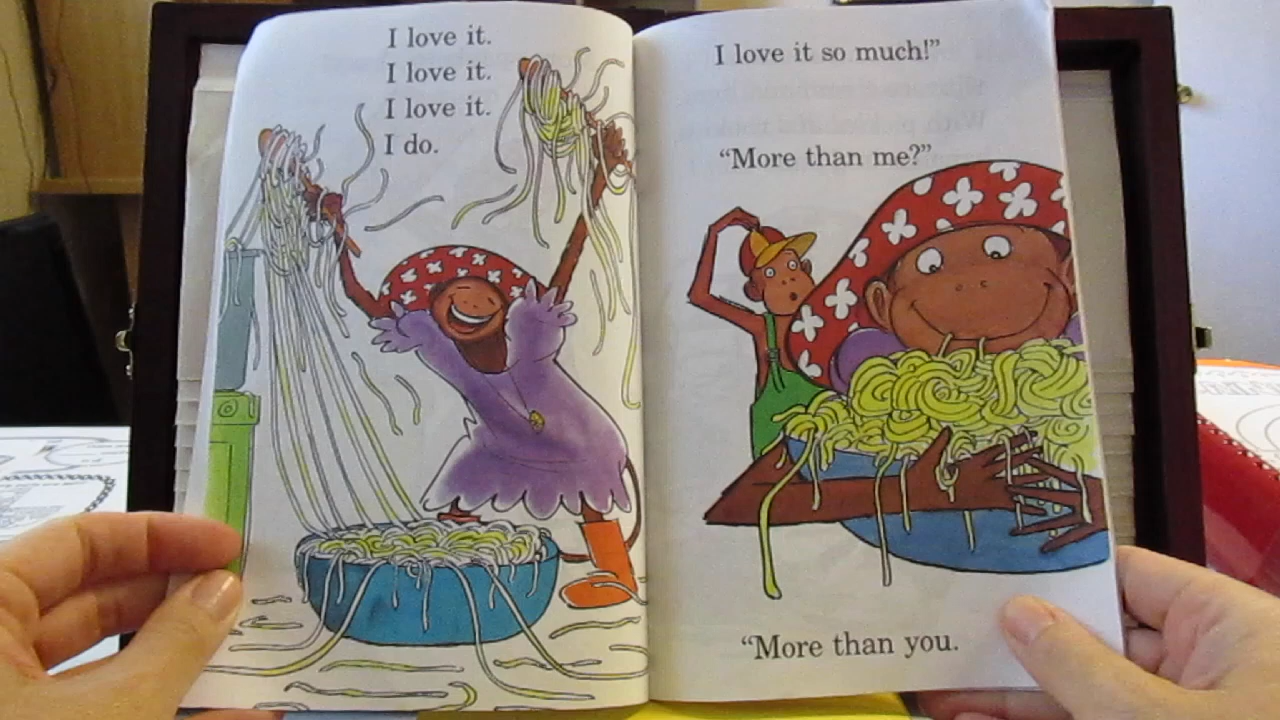 I love it.
I love it.
I love it.
I do.
I love it so much!”
“More than me?”
“More than you.